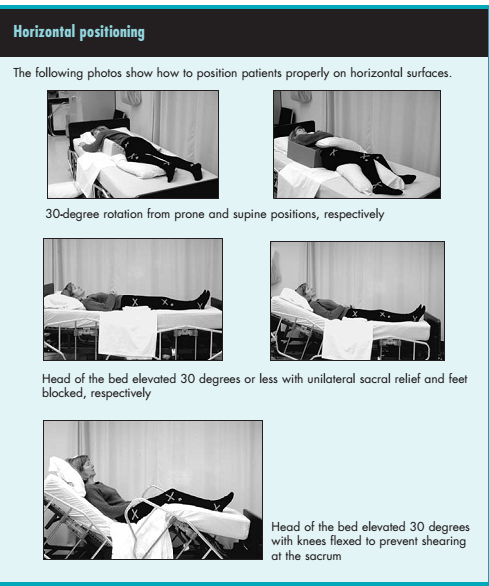 Horizontal positioning
The following photos show how to position patients properly on horizontal surfaces.
30-degree rotation from prone and supine positions, respectively
Head of the bed elevated 30 degrees or less with unilateral sacral relief and feet
blocked, respectively
Head of the bed elevated 30 degrees
with knees flexed to prevent shearing
at the sacrum